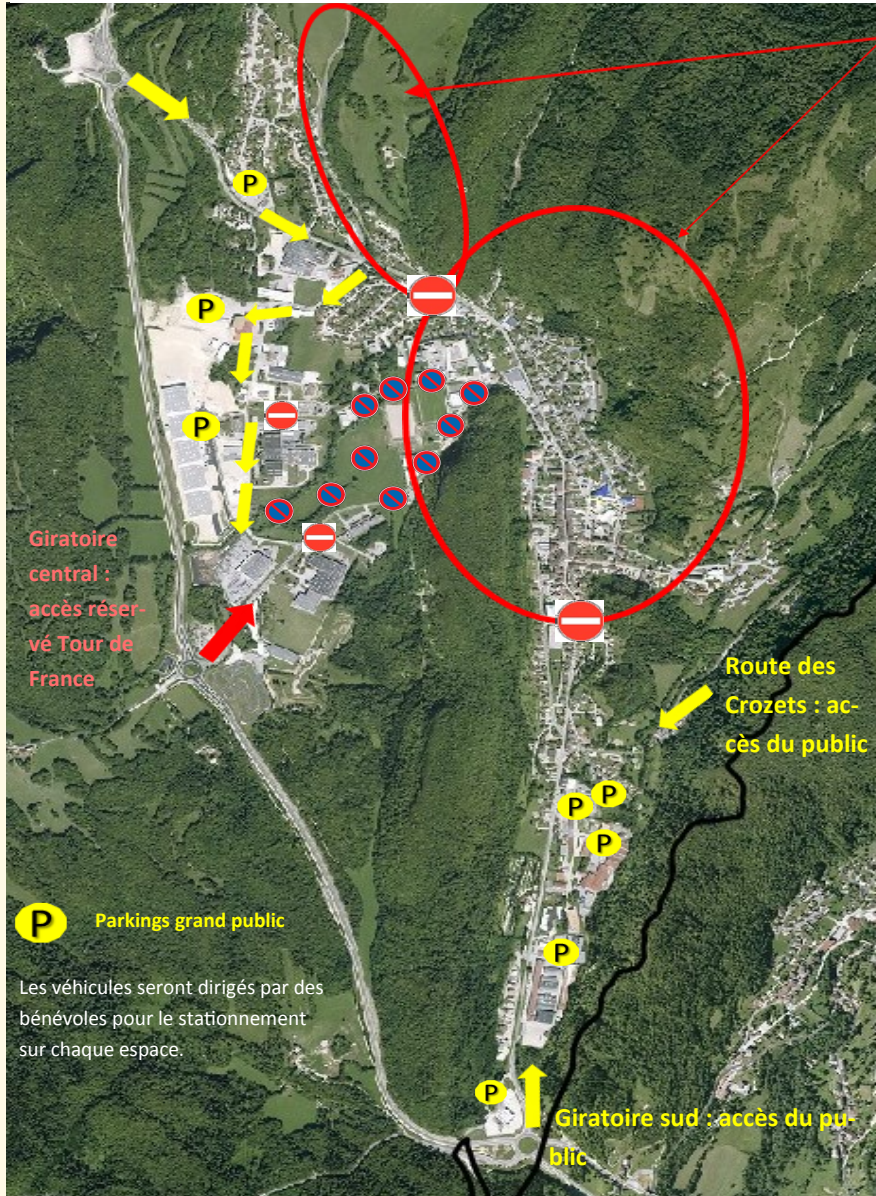 P
P
P
Giratoire
central :
accès réser-
vé Tour de
France
Route des
Crozets : ac-
cès du public
P
P
P
P
P
Parkings grand public
Les véhicules seront dirigés par des
bénévoles pour le stationnement
sur chaque espace.
P
Giratoire sud : accès du pu-
blic